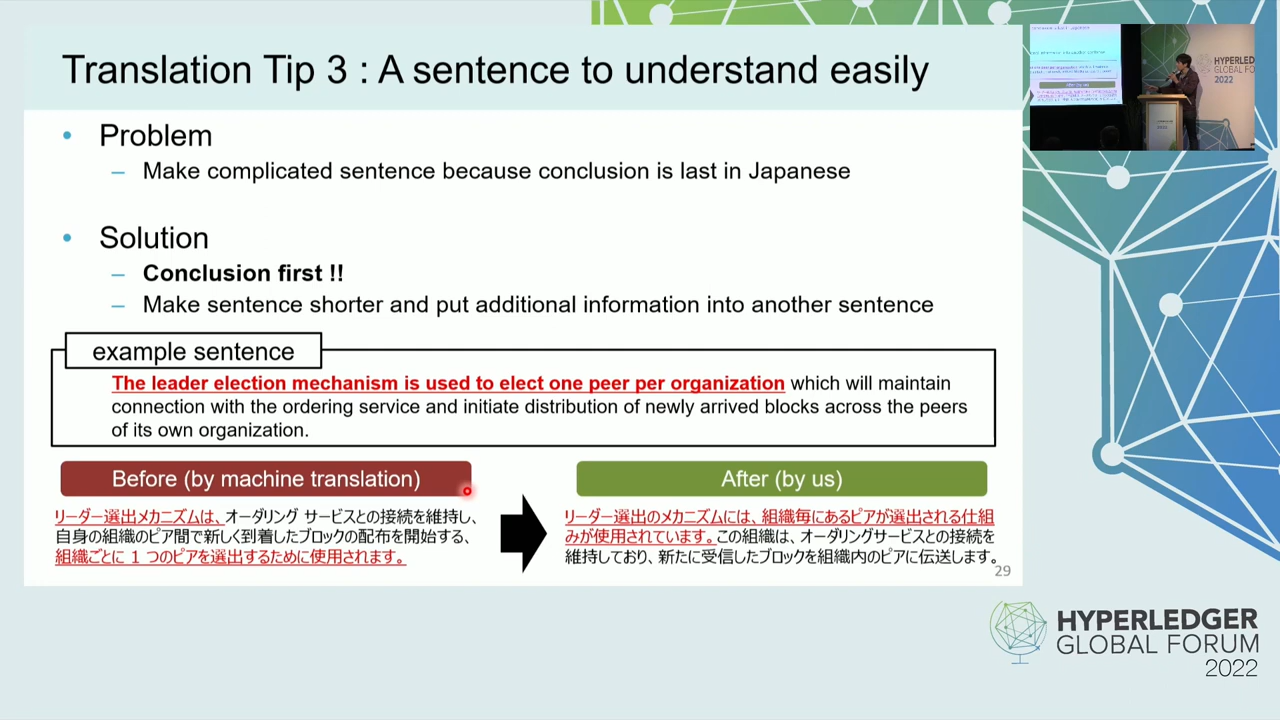 Translation Tip 3 : A sentence to understand easily
• Problem
– Make complicated sentence because conclusion is last in Japanese
• Solution
– Conclusion first !!
– Make sentence shorter and put additional information into another sentence
example sentence
The leader election mechanism is used to elect one peer per organization which will maintain
connection with the ordering service and initiate distribution of newly arrived blocks across the peers
of its own organization.
Before (by machine translation)
リーダー選出メカニズムは、オーダリング サービスとの接続を維持し、
自身の組織のピア間で新しく到着したブロックの配布を開始する、
組織ごとに 1 つのピアを選出するために使用されます。
After (by us)
リーダー選出のメカニズムには、組織毎にあるピアが選出される仕組
みが使用されています。この組織は、オーダリングサービスとの接続を
維持しており、新たに受信したブロックを組織内のピアに伝送します。
29
HYPERLEDGER
GLOBAL FO
2022
HYPERLEDGER
GLOBAL FORUM
2022